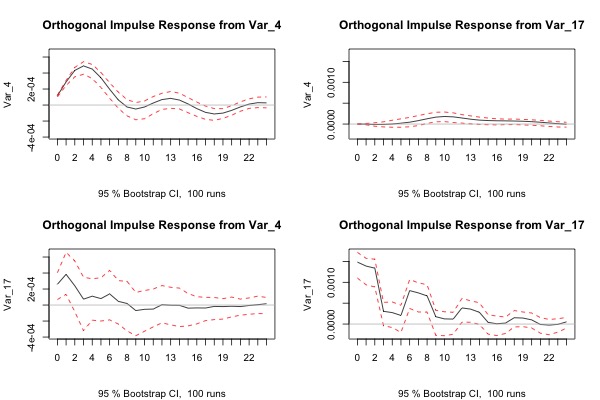 Orthogonal Impulse Response from Var_4
Var_4
2e-04
-4e-04
0 2 4 6 8 10 13 16 19 22
95 % Bootstrap CI, 100 runs
Orthogonal Impulse Response from Var_17
Var_4
0.0010
0.0000
0 2 4 6 8 10 13 16 19 22
95 % Bootstrap CI, 100 runs
Orthogonal Impulse Response from Var_4
Var_17
2e-04
-4e-04
0 2 4 6 8 10 13 16 19 22
95 % Bootstrap CI, 100 runs
Orthogonal Impulse Response from Var_17
Var_17
0.0010
0.0000
0 2 4 6 8 10 13 16 19 22
95 % Bootstrap CI, 100 runs